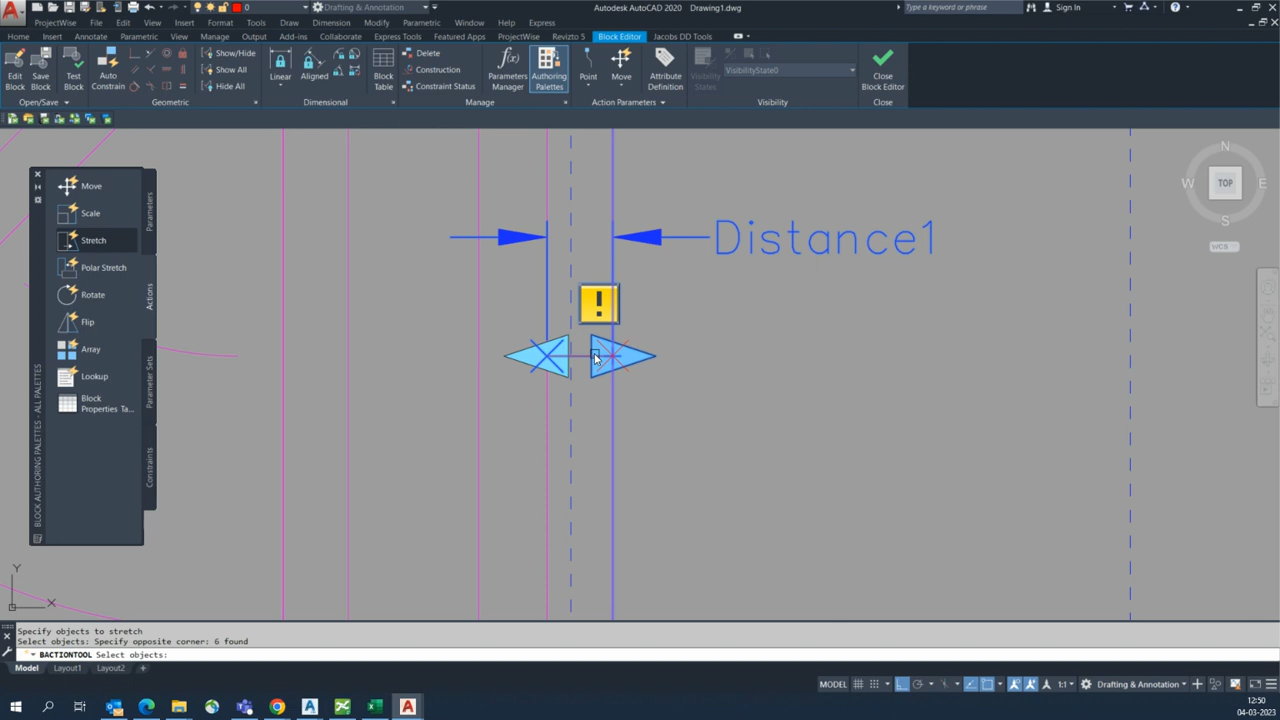 0
Drafting & Annotation
Autodesk AutoCAD 2020 Drawing1.dwg
Type a keyword or phrase
Sign In
ProjectWise File Edit View Insert Format Tools Draw Dimension Modify Parametric Window Help Express
Home Insert Annotate Parametric View Manage Output Add-ins Collaborate Express Tools Featured Apps ProjectWise Revizto 5 Block Editor Jacobs DD Tools
Edit Block
Save Block
Test Block
Auto Constrain
Show/Hide
Show All
Hide All
Linear
Aligned
Block Table
Delete
Construction
Constraint Status
Parameters Manager
Authoring Palettes
Point
Move
Attribute Definition
Visibility States
VisibilityState0
Close Block Editor
Open/Save
Geometric
Dimensional
Manage
Action Parameters
Visibility
Close
Move
Scale
Stretch
Polar Stretch
Rotate
Flip
Array
Lookup
Block
Properties Ta...
Parameters
Actions
Parameter Sets
Constraints
BLOCK AUTHORING PALETTES - ALL PALETTES
Distance1
!
N
W
TOP
E
S
WCS
Y
X
Specify objects to stretch
Select objects: Specify opposite corner: 6 found
BACTIONTOOL Select objects:
Model Layout1 Layout2 +
MODEL
1:1
Drafting & Annotation
12:50
04-03-2023